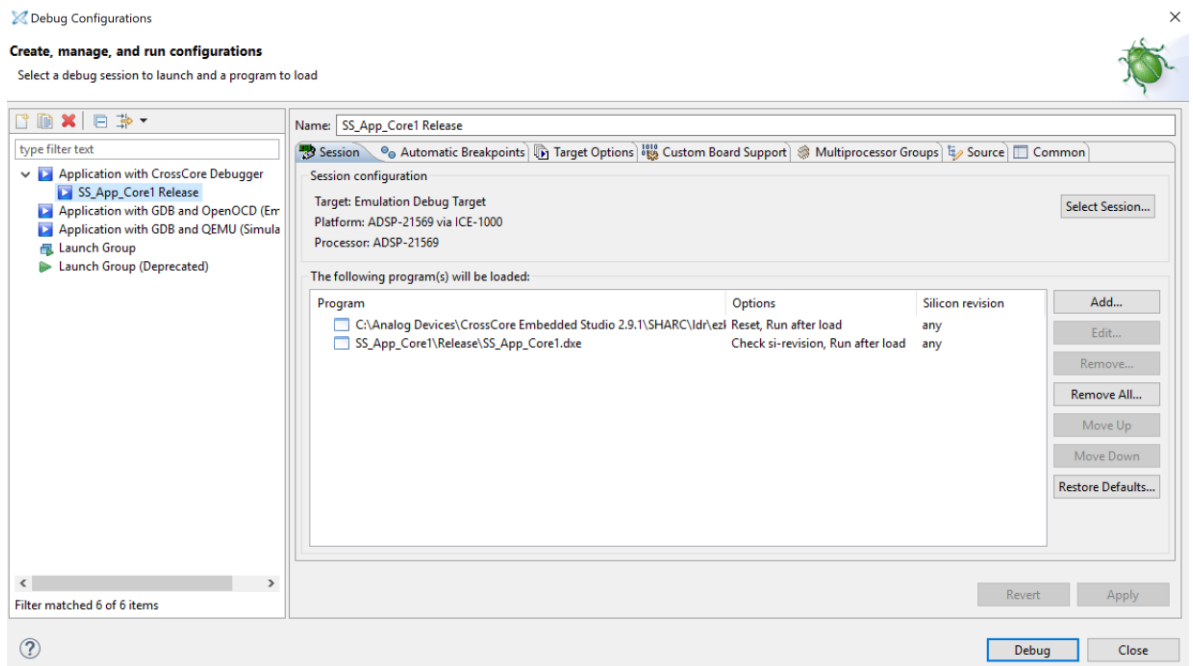 Debug Configurations
Create, manage, and run configurations
Select a debug session to launch and a program to load
type filter text
Application with CrossCore Debugger
SS_App_Core1 Release
Application with GDB and OpenOCD (Em
Application with GDB and QEMU (Simula
Launch Group
Launch Group (Deprecated)
Filter matched 6 of 6 items
Name: SS_App_Core1 Release
Session Automatic Breakpoints Target Options Custom Board Support Multiprocessor Groups Source Common
Session configuration
Target: Emulation Debug Target
Platform: ADSP-21569 via ICE-1000
Processor: ADSP-21569
Select Session...
The following program(s) will be loaded:
Program Options Silicon revision
C:\Analog Devices\CrossCore Embedded Studio 2.9.1\SHARC\ldr\ezk Reset, Run after load any
SS_App_Core1\Release\SS_App_Core1.dxe Check si-revision, Run after load any
Add...
Edit...
Remove...
Remove All...
Move Up
Move Down
Restore Defaults...
Revert Apply
Debug Close